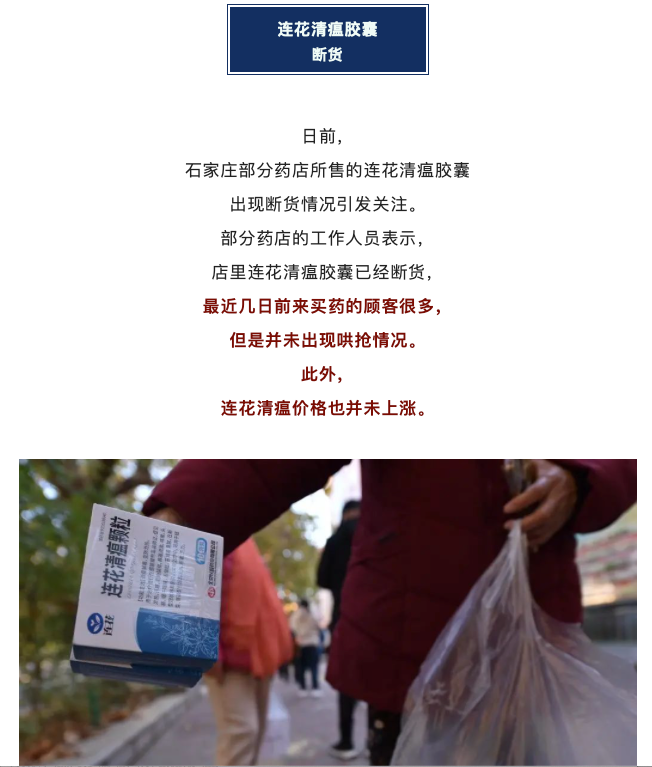 连花清瘟胶囊
断货
日前，
石家庄部分药店所售的连花清瘟胶囊
出现断货情况引发关注。
部分药店的工作人员表示，
店里连花清瘟胶囊已经断货，
最近几日前来买药的顾客很多，
但是并未出现哄抢情况。
此外，
连花清瘟价格也并未上涨。
连花清瘟颗粒
连花